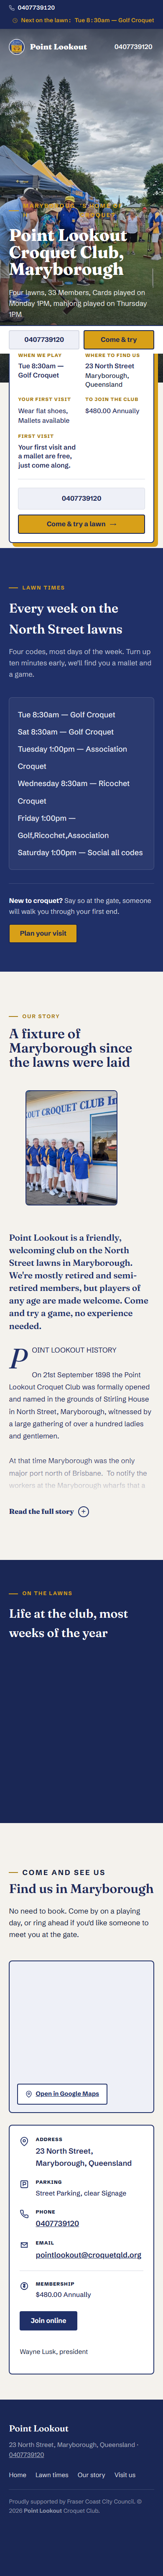 0407739120
Next on the lawn: Tue 8:30am — Golf Croquet
Point Lookout
0407739120
Point Lookout
Croquet Club,
Maryborough
Four lawns, 33 Members, Cards played on
Monday 1PM, manjong played on Thursday
1PM.
0407739120
Come & try
WHEN WE PLAY
Tue 8:30am —
Golf Croquet
WHERE TO FIND US
23 North Street
Maryborough,
Queensland
YOUR FIRST VISIT
Wear flat shoes,
Mallets available
TO JOIN THE CLUB
$480.00 Annually
FIRST VISIT
Your first visit and
a mallet are free,
just come along.
0407739120
Come & try a lawn →
LAWN TIMES
Every week on the
North Street lawns
Four codes, most days of the week. Turn up
ten minutes early, we'll find you a mallet and
a game.
Tue 8:30am — Golf Croquet
Sat 8:30am — Golf Croquet
Tuesday 1:00pm — Association
Croquet
Wednesday 8:30am — Ricochet
Croquet
Friday 1:00pm —
Golf,Ricochet,Association
Saturday 1:00pm — Social all codes
New to croquet? Say so at the gate, someone
will walk you through your first end.
Plan your visit
OUR STORY
A fixture of
Maryborough since
the lawns were laid
OUT CROQUET CLUB In
Point Lookout is a friendly,
welcoming club on the North
Street lawns in Maryborough.
We're mostly retired and semi-
retired members, but players of
any age are made welcome. Come
and try a game, no experience
needed.
POINT LOOKOUT HISTORY
On 21st September 1898 the Point
Lookout Croquet Club was formally opened
and named in the grounds of Stirling House
in North Street, Maryborough, witnessed by
a large gathering of over a hundred ladies
and gentlemen.
At that time Maryborough was the only
major port north of Brisbane. To notify the
workers at the Maryborough wharfs that a
Read the full story +
ON THE LAWNS
Life at the club, most
weeks of the year
COME AND SEE US
Find us in Maryborough
No need to book. Come by on a playing
day, or ring ahead if you'd like someone to
meet you at the gate.
Open in Google Maps
ADDRESS
23 North Street,
Maryborough, Queensland
PARKING
Street Parking, clear Signage
PHONE
0407739120
EMAIL
pointlookout@croquetqld.org
MEMBERSHIP
$480.00 Annually
Join online
Wayne Lusk, president
Point Lookout
23 North Street, Maryborough, Queensland ·
0407739120
Home Lawn times Our story Visit us
Proudly supported by Fraser Coast City Council. ©
2026 Point Lookout Croquet Club.